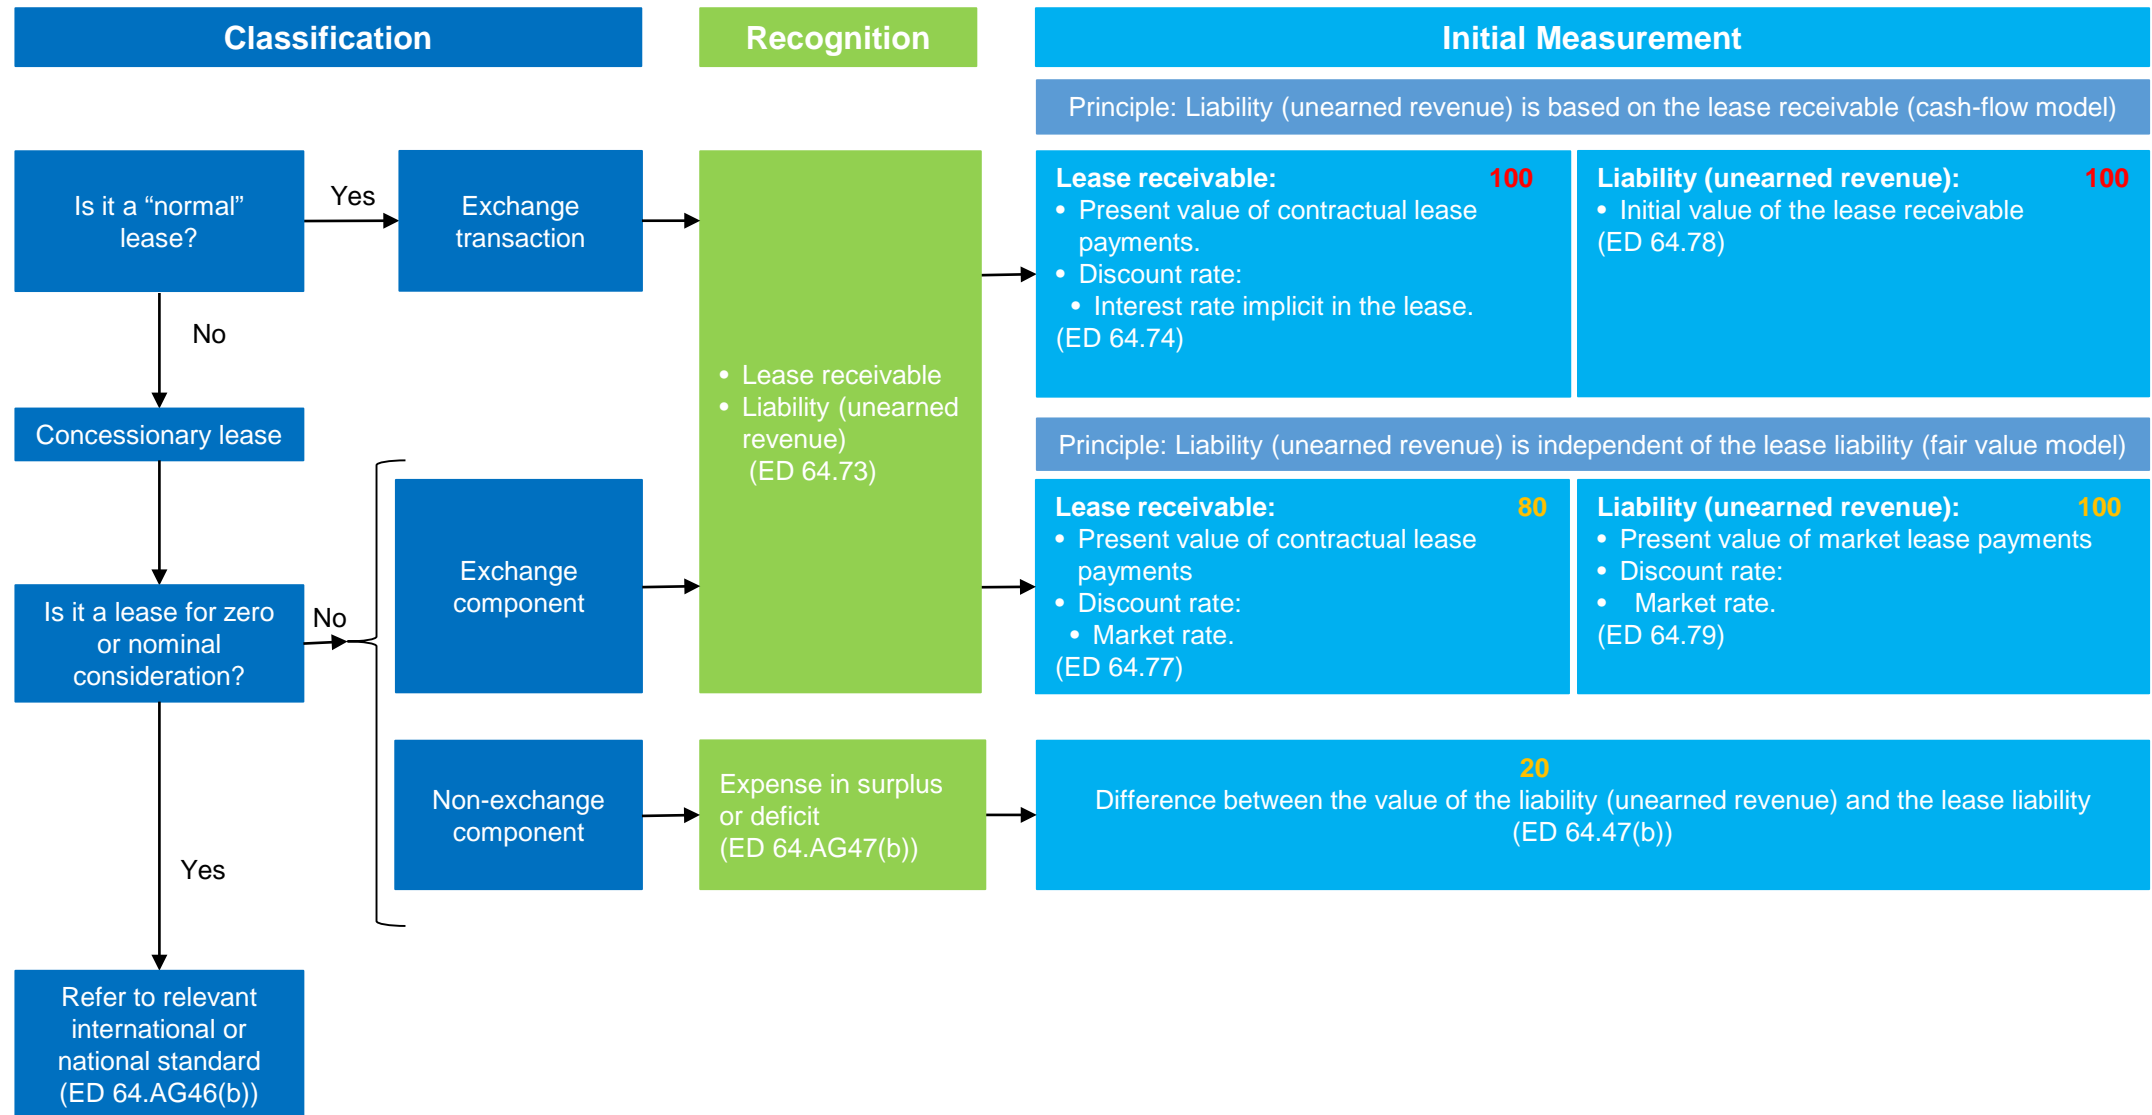 Classification
Recognition
Initial Measurement
Principle: Liability (unearned revenue) is based on the lease receivable (cash-flow model)
Is it a “normal”
lease?
Yes
Exchange
transaction
No
Concessionary lease
Is it a lease for zero
or nominal
consideration?
No
Exchange
component
Non-exchange
component
Yes
Refer to relevant
international or
national standard
(ED 64.AG46(b))
• Lease receivable
• Liability (unearned
revenue)
(ED 64.73)
Expense in surplus
or deficit
(ED 64.AG47(b))
Lease receivable: 100
• Present value of contractual lease
payments.
• Discount rate:
• Interest rate implicit in the lease.
(ED 64.74)
Liability (unearned revenue): 100
• Initial value of the lease receivable
(ED 64.78)
Principle: Liability (unearned revenue) is independent of the lease liability (fair value model)
Lease receivable: 80
• Present value of contractual lease
payments
• Discount rate:
• Market rate.
(ED 64.77)
Liability (unearned revenue): 100
• Present value of market lease payments
• Discount rate:
• Market rate.
(ED 64.79)
20
Difference between the value of the liability (unearned revenue) and the lease liability
(ED 64.47(b))